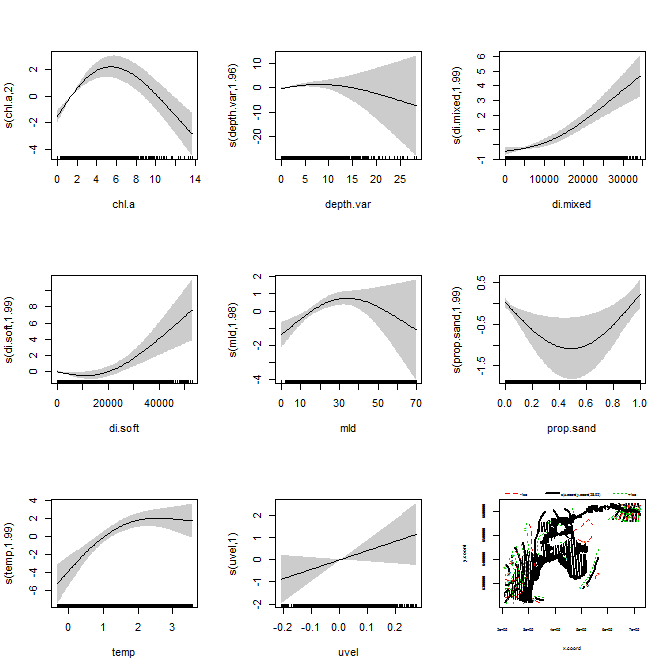 s(chl.a,2)
-4 -2 0 2
0 2 4 6 8 10 12 14
chl.a
s(depth.var,1.96)
-20 -10 0 10
0 5 10 15 20 25
depth.var
s(di.mixed,1.99)
-1 1 2 3 4 5 6
0 10000 20000 30000
di.mixed
s(di.soft,1.99)
0 2 4 6 8
0 20000 40000
di.soft
s(mld,1.98)
-4 -2 0 1 2
0 10 30 50 70
mld
s(prop.sand,1.99)
-1.5 -0.5 0.5
0.0 0.2 0.4 0.6 0.8 1.0
prop.sand
s(temp,1.99)
-6 -4 -2 0 2 4
0 1 2 3
temp
s(uvel,1)
-2 -1 0 1 2
-0.2 0.0 0.1 0.2
uvel
y.coord
x.coord